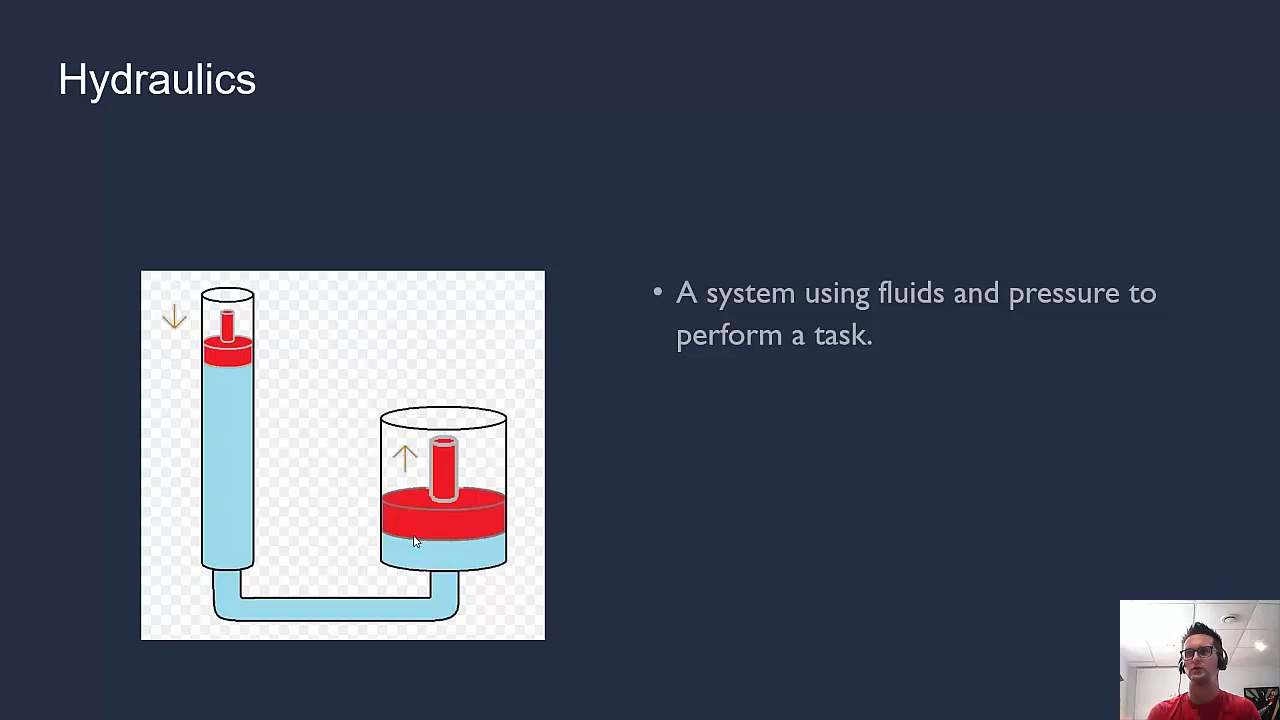 Hydraulics
• A system using fluids and pressure to
perform a task.